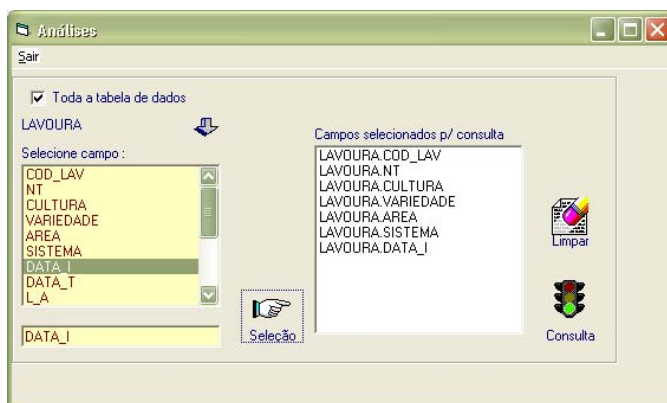 Análises
Sair
Toda a tabela de dados
LAVOURA
Selecione campo :
COD_LAV
NT
CULTURA
VARIEDADE
AREA
SISTEMA
DATA_I
DATA_T
L_A
DATA_I
Seleção
Campos selecionados p/ consulta
LAVOURA.COD_LAV
LAVOURA.NT
LAVOURA.CULTURA
LAVOURA.VARIEDADE
LAVOURA.AREA
LAVOURA.SISTEMA
LAVOURA.DATA_I
Limpar
Consulta